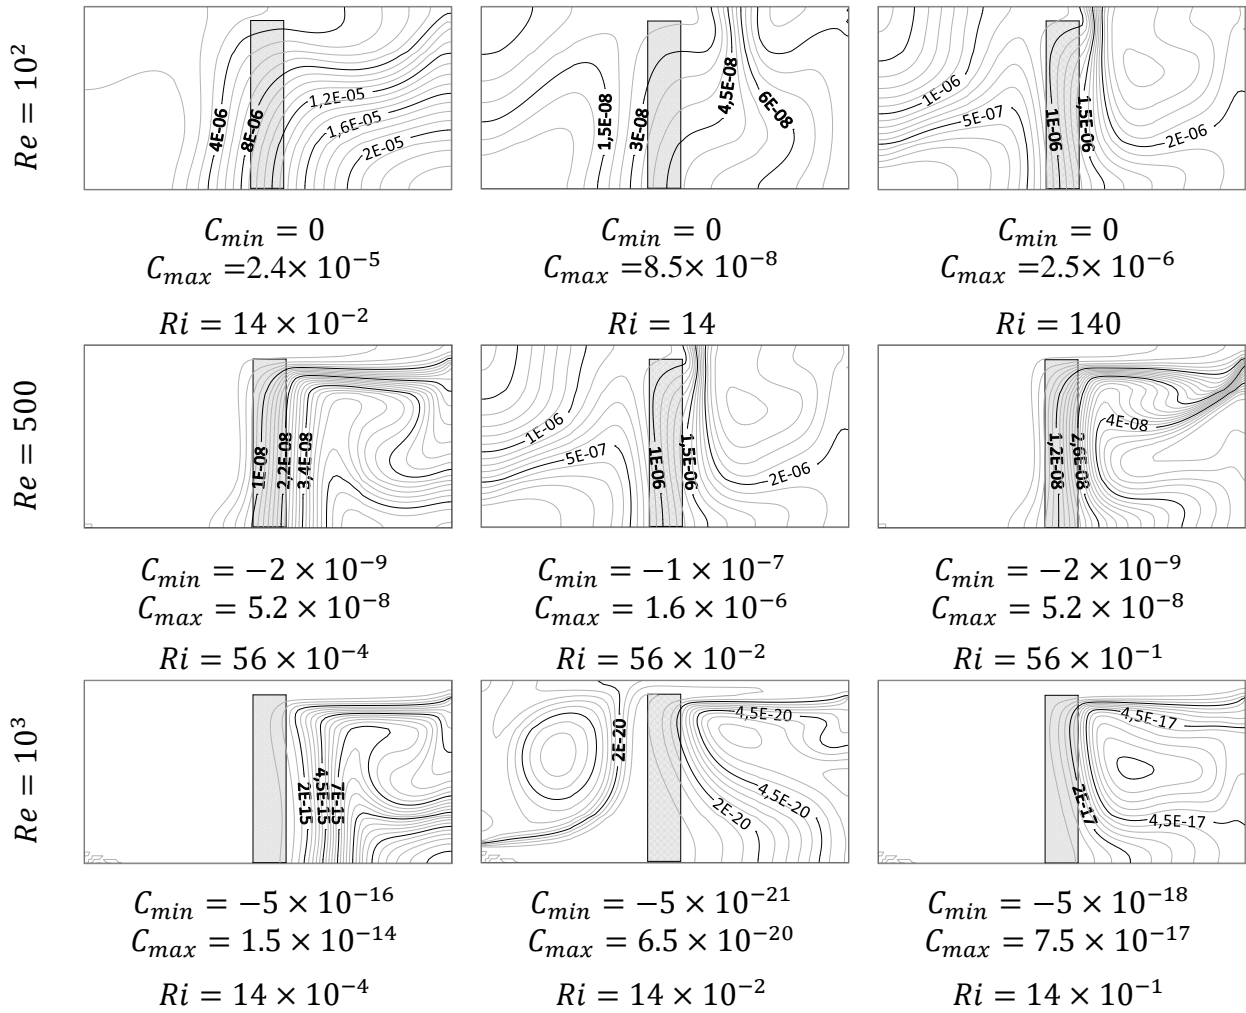 Re = 10²
4E-06
8E-06
1,2E-05
1,6E-05
2E-05
1,5E-08
3E-08
4,5E-08
6E-08
1E-06
5E-07
1E-06
1,5E-06
2E-06
C_min = 0
C_min = 0
C_min = 0
C_max =2.4× 10⁻⁵
C_max =8.5× 10⁻⁸
C_max =2.5× 10⁻⁶
Ri = 14 × 10⁻²
Ri = 14
Ri = 140
Re = 500
1E-08
2,2E-08
3,4E-08
1E-06
5E-07
1E-06
1,5E-06
2E-06
1,2E-08
2,6E-08
4E-08
C_min = −2 × 10⁻⁹
C_min = −1 × 10⁻⁷
C_min = −2 × 10⁻⁹
C_max = 5.2 × 10⁻⁸
C_max = 1.6 × 10⁻⁶
C_max = 5.2 × 10⁻⁸
Ri = 56 × 10⁻⁴
Ri = 56 × 10⁻²
Ri = 56 × 10⁻¹
Re = 10³
2E-15
4,5E-15
7E-15
2E-20
4,5E-20
2E-20
4,5E-20
4,5E-17
2E-17
4,5E-17
C_min = −5 × 10⁻¹⁶
C_min = −5 × 10⁻²¹
C_min = −5 × 10⁻¹⁸
C_max = 1.5 × 10⁻¹⁴
C_max = 6.5 × 10⁻²⁰
C_max = 7.5 × 10⁻¹⁷
Ri = 14 × 10⁻⁴
Ri = 14 × 10⁻²
Ri = 14 × 10⁻¹